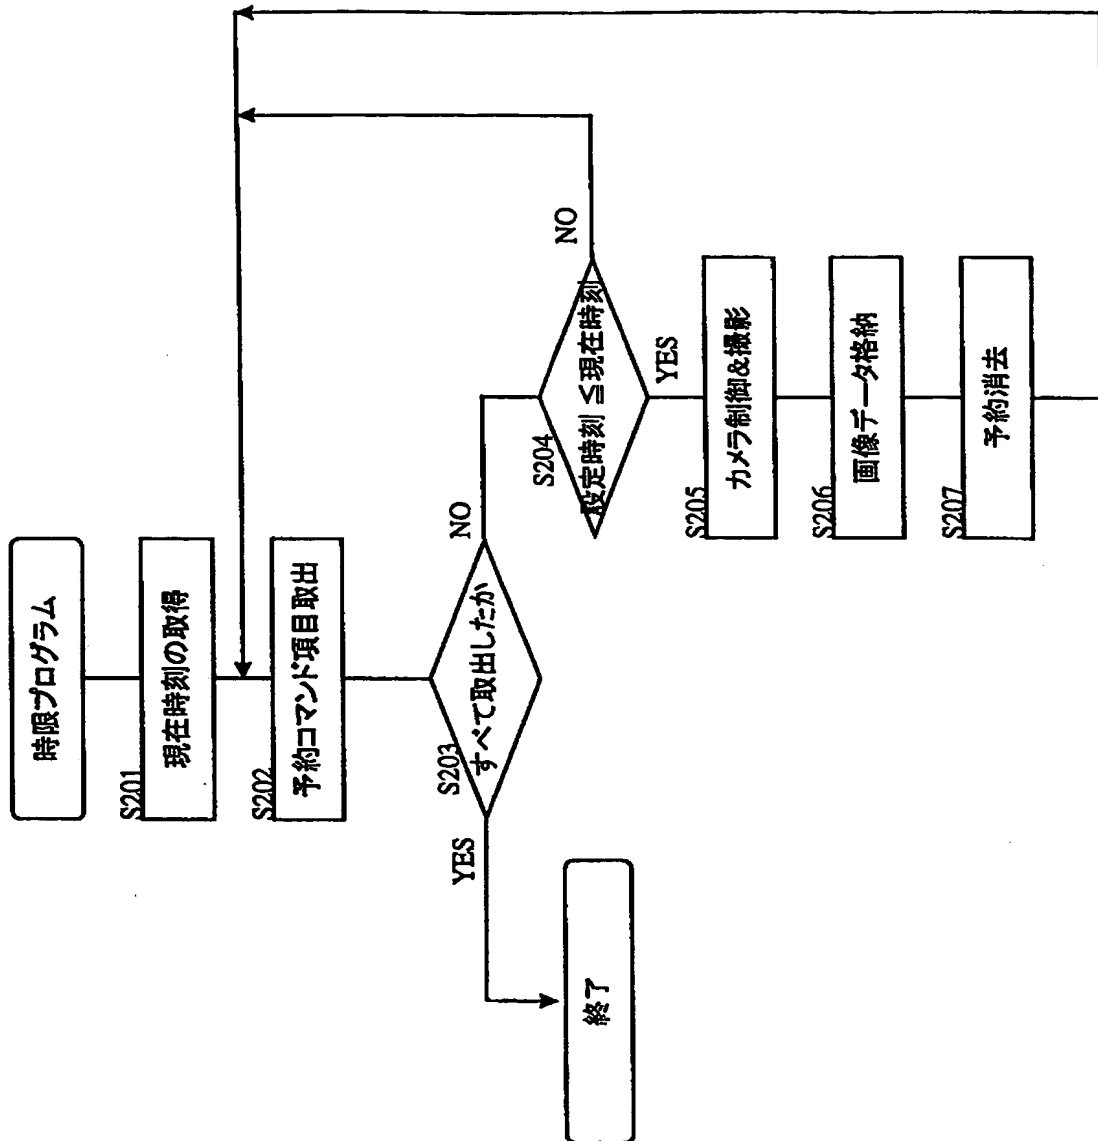 時限プログラム
S201
現在時刻の取得
S202
予約コマンド項目取出
S203
すべて取出したか
YES
NO
終了
S204
設定時刻 ≦現在時刻
NO
YES
S205
カメラ制御&撮影
S206
画像データ格納
S207
予約消去